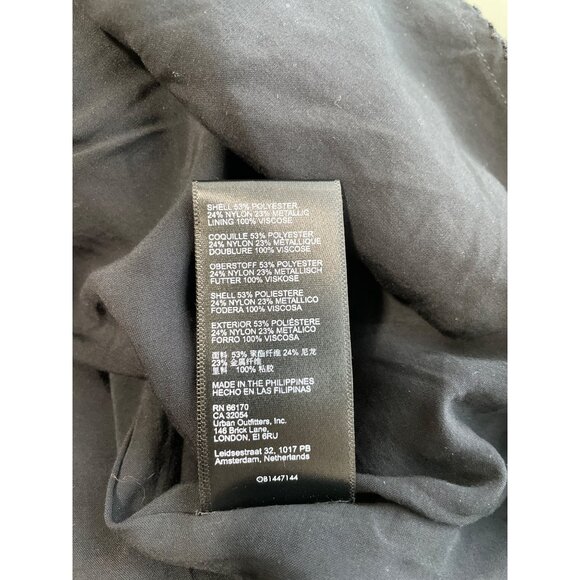 SHELL 53% POLYESTER
24% NYLON 23% METALLIC
LINING 100% VISCOSE
COQUILLE 53% POLYESTER
24% NYLON 23% METALLIQUE
DOUBLURE 100% VISCOSE
OBERSTOFF 53% POLYESTER
24% NYLON 23% METALLISCH
FUTTER 100% VISKOSE
SHELL 53% POLIESTERE
24% NYLON 23% METALLICO
FODERA 100% VISCOSA
EXTERIOR 53% POLIÉSTERE
24% NYLON 23% METÁLICO
FORRO 100% VISCOSA
面料 53% 聚酯纤维 24% 尼龙
23% 金属纤维
里料 100% 粘胶
MADE IN THE PHILIPPINES
HECHO EN LAS FILIPINAS
RN 66170
CA 32054
Urban Outfitters, Inc.
146 Brick Lane,
LONDON, EI 6RU
Leidsestraat 32, 1017 PB
Amsterdam, Netherlands
OB1447144